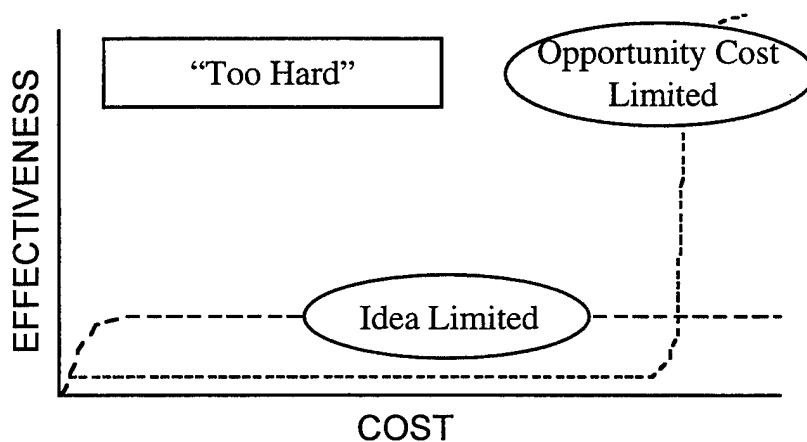 “Too Hard”
Opportunity Cost
Limited
EFFECTIVENESS
Idea Limited
COST